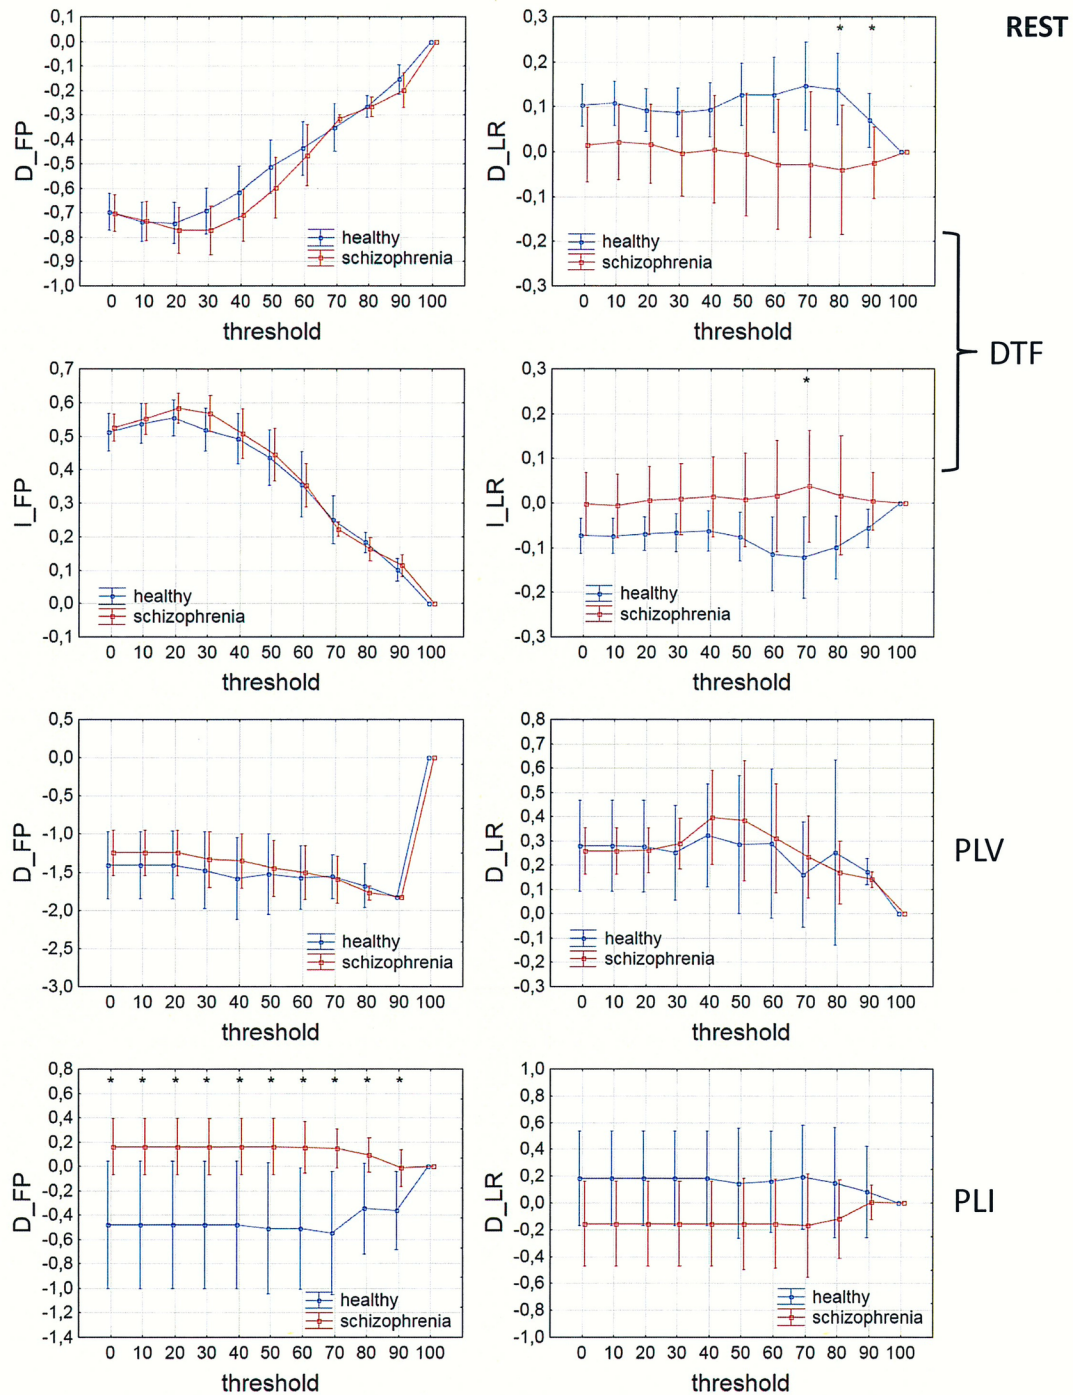 REST
0,1
0,0
-0,1
-0,2
-0,3
-0,4
-0,5
-0,6
-0,7
-0,8
-0,9
-1,0
D_FP
healthy
schizophrenia
0 10 20 30 40 50 60 70 80 90 100
threshold
* *
0,3
0,2
0,1
0,0
-0,1
-0,2
-0,3
D_LR
healthy
schizophrenia
0 10 20 30 40 50 60 70 80 90 100
threshold
DTF
0,7
0,6
0,5
0,4
0,3
0,2
0,1
0,0
-0,1
I_FP
healthy
schizophrenia
0 10 20 30 40 50 60 70 80 90 100
threshold
*
0,3
0,2
0,1
0,0
-0,1
-0,2
-0,3
I_LR
healthy
schizophrenia
0 10 20 30 40 50 60 70 80 90 100
threshold
0,5
0,0
-0,5
-1,0
-1,5
-2,0
-2,5
-3,0
D_FP
healthy
schizophrenia
0 10 20 30 40 50 60 70 80 90 100
threshold
0,8
0,7
0,6
0,5
0,4
0,3
0,2
0,1
0,0
-0,1
-0,2
-0,3
D_LR
healthy
schizophrenia
0 10 20 30 40 50 60 70 80 90 100
threshold
PLV
* * * * * * * * * *
0,8
0,6
0,4
0,2
0,0
-0,2
-0,4
-0,6
-0,8
-1,0
-1,2
-1,4
D_FP
healthy
schizophrenia
0 10 20 30 40 50 60 70 80 90 100
threshold
1,0
0,8
0,6
0,4
0,2
0,0
-0,2
-0,4
-0,6
-0,8
-1,0
D_LR
healthy
schizophrenia
0 10 20 30 40 50 60 70 80 90 100
threshold
PLI